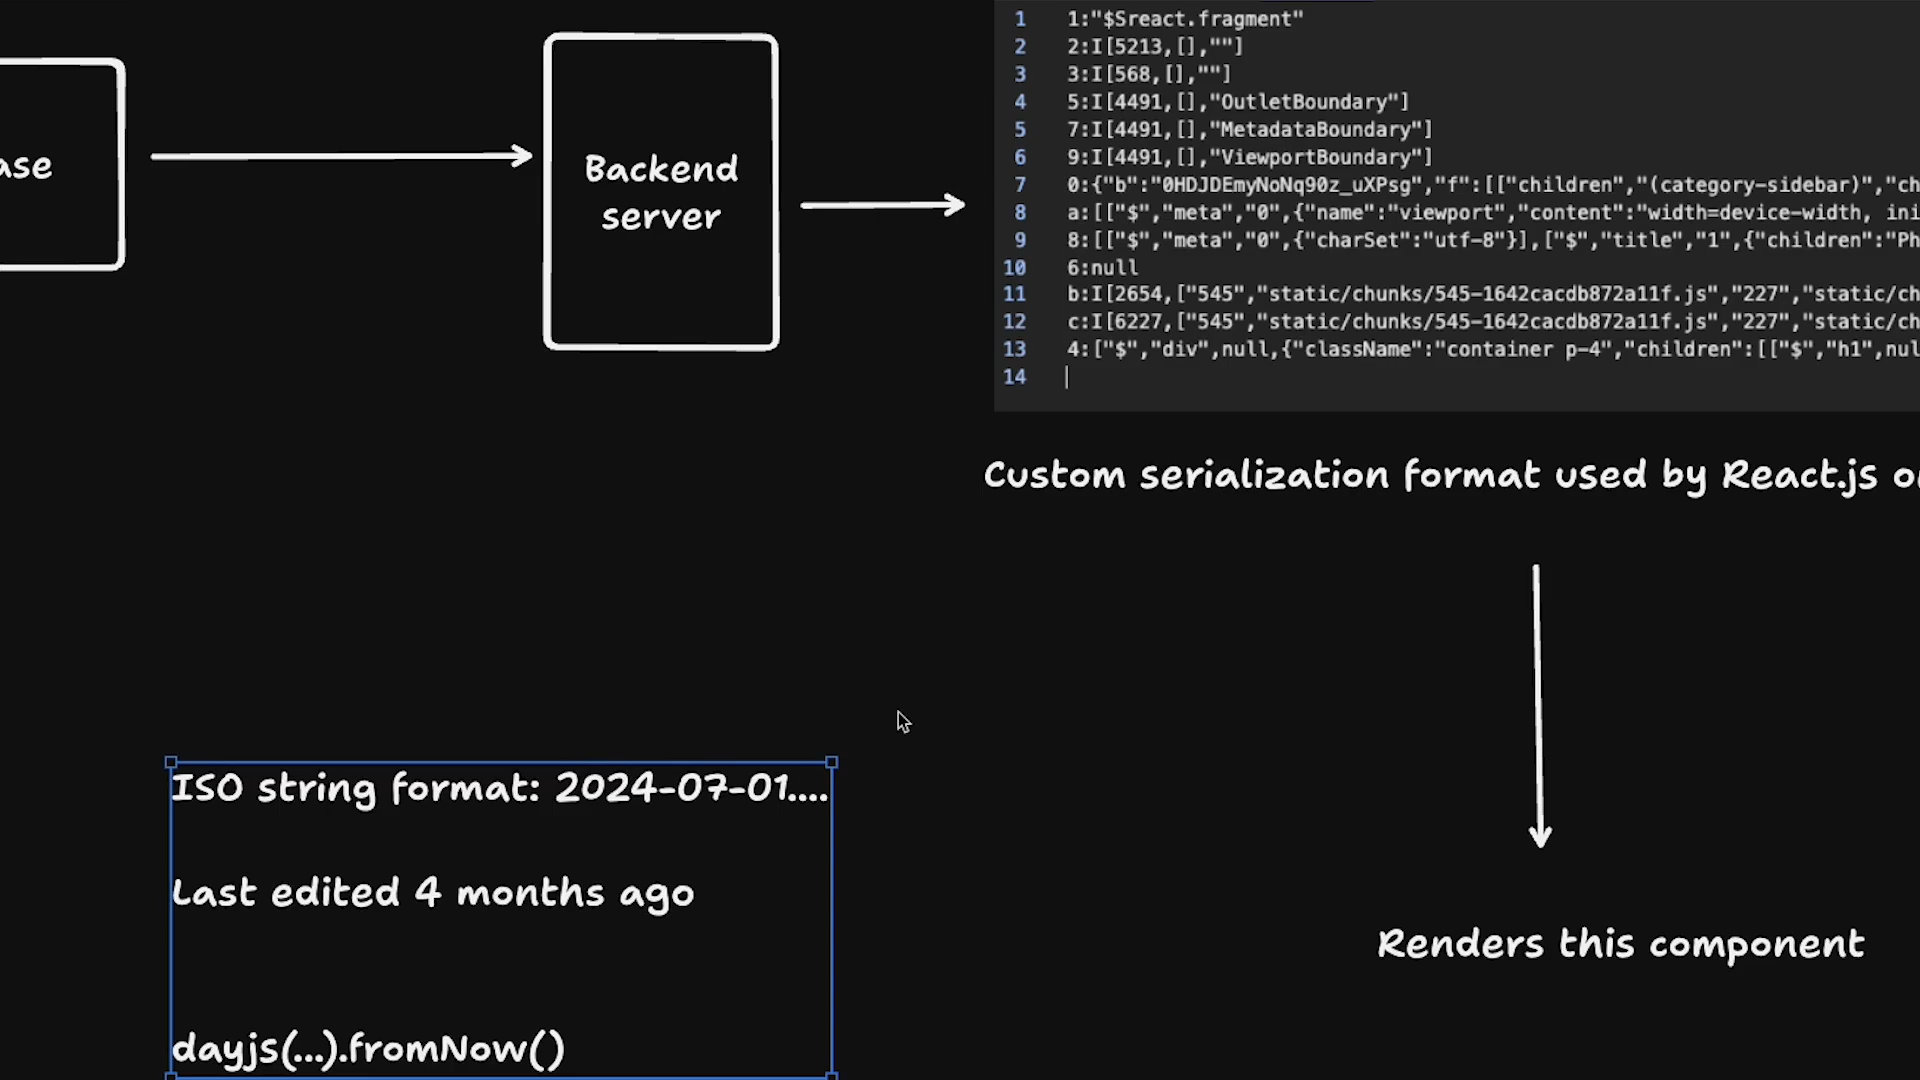 ase
Backend
server
1 1:"$Sreact.fragment"
2 2:I[5213,[],""]
3 3:I[568,[],""]
4 5:I[4491,[],"OutletBoundary"]
5 7:I[4491,[],"MetadataBoundary"]
6 9:I[4491,[],"ViewportBoundary"]
7 0:{"b":"0HDJDEmyNoNq90z_uXPsg","f":[["children","(category-sidebar)","ch
8 a:[["$","meta","0",{"name":"viewport","content":"width=device-width, ini
9 8:[["$","meta","0",{"charSet":"utf-8"}],["$","title","1",{"children":"Ph
10 6:null
11 b:I[2654,["545","static/chunks/545-1642cacdb872a11f.js","227","static/ch
12 c:I[6227,["545","static/chunks/545-1642cacdb872a11f.js","227","static/ch
13 4:["$","div",null,{"className":"container p-4","children":[["$","h1",nul
14
Custom serialization format used by React.js o
ISO string format: 2024-07-01....
Last edited 4 months ago
Renders this component
dayjs(...).fromNow()